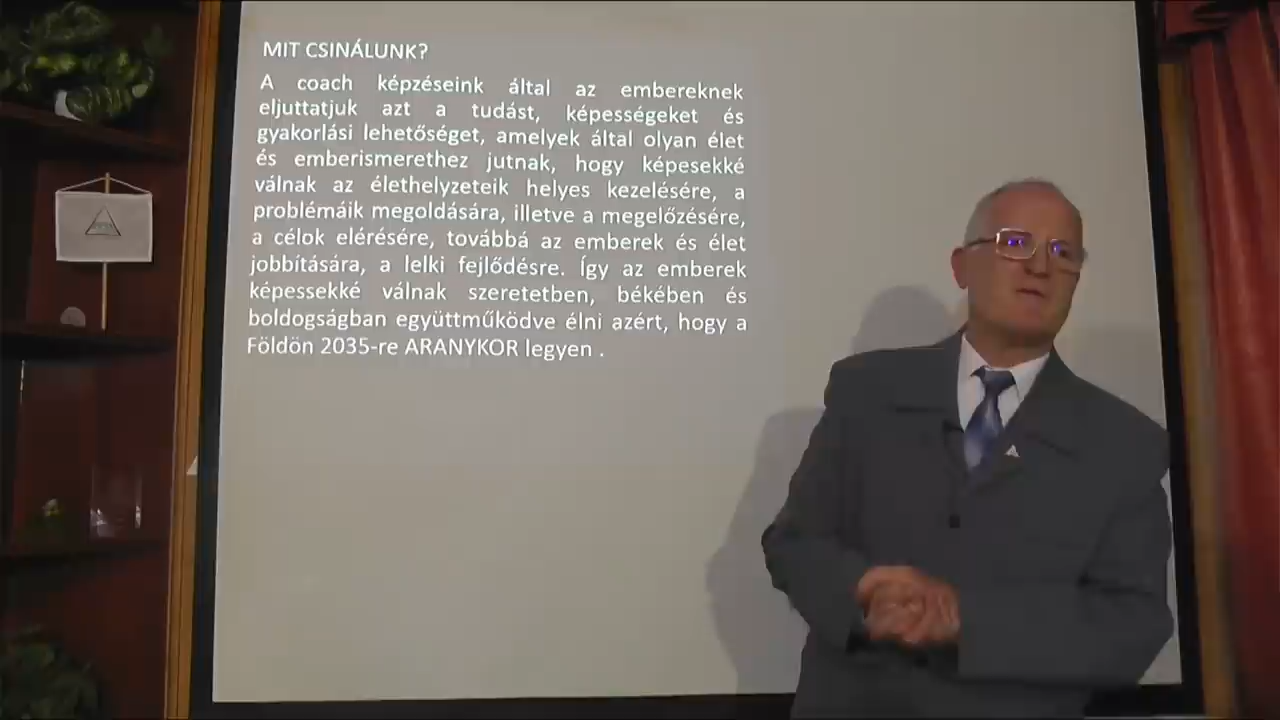 MIT CSINÁLUNK?
A coach képzéseink által az embereknek
eljuttatjuk azt a tudást, képességeket és
gyakorlási lehetőséget, amelyek által olyan élet
és emberismerethez jutnak, hogy képesekké
válnak az élethelyzeteik helyes kezelésére, a
problémáik megoldására, illetve a megelőzésére,
a célok elérésére, továbbá az emberek és élet
jobbítására, a lelki fejlődésre. Így az emberek
képessekké válnak szeretetben, békében és
boldogságban együttműködve élni azért, hogy a
Földön 2035-re ARANYKOR legyen .